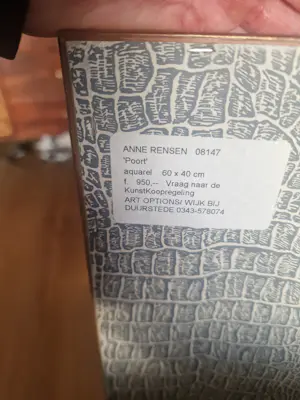 ANNE RENSEN 08147
'Poort'
aquarel 60 x 40 cm
f. 950,-- Vraag naar de
KunstKoopregeling
ART OPTIONS/ WIJK BIJ
DUURSTEDE 0343-578074